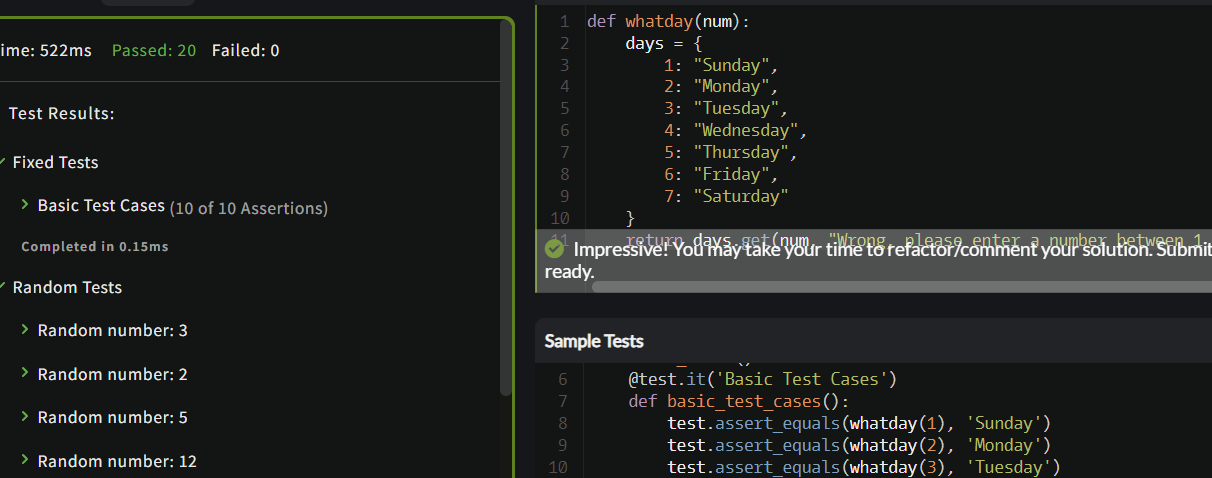 ime: 522ms Passed: 20 Failed: 0
Test Results:
Fixed Tests
Basic Test Cases (10 of 10 Assertions)
Completed in 0.15ms
Random Tests
Random number: 3
Random number: 2
Random number: 5
Random number: 12
1 def whatday(num):
2 days = {
3 1: "Sunday",
4 2: "Monday",
5 3: "Tuesday",
6 4: "Wednesday",
7 5: "Thursday",
8 6: "Friday",
9 7: "Saturday"
10 }
11 return days.get(num, "Wrong, please enter a number between 1
Impressive! You may take your time to refactor/comment your solution. Submit
ready.
Sample Tests
6 @test.it('Basic Test Cases')
7 def basic_test_cases():
8 test.assert_equals(whatday(1), 'Sunday')
9 test.assert_equals(whatday(2), 'Monday')
10 test.assert_equals(whatday(3), 'Tuesday')